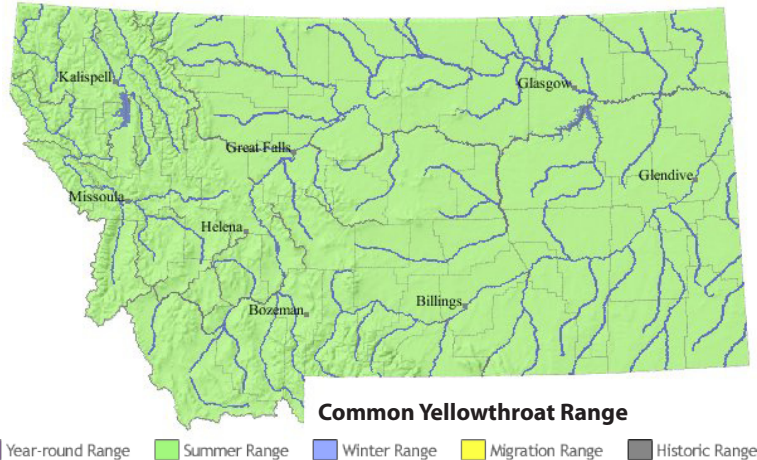 Kalispell
Glasgow
Great Falls
Glendive
Missoula
Helena
Billings
Bozeman
Common Yellowthroat Range
Year-round Range Summer Range Winter Range Migration Range Historic Range